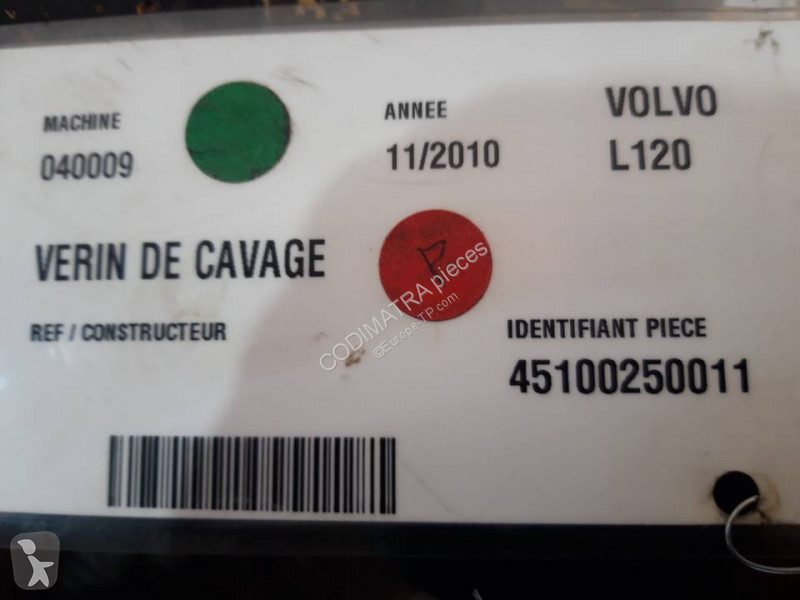 MACHINE
040009
ANNEE
11/2010
VOLVO
L120
VERIN DE CAVAGE
P
REF / CONSTRUCTEUR
IDENTIFIANT PIECE
45100250011
CODIMATRA pieces
©Europe-TP.com